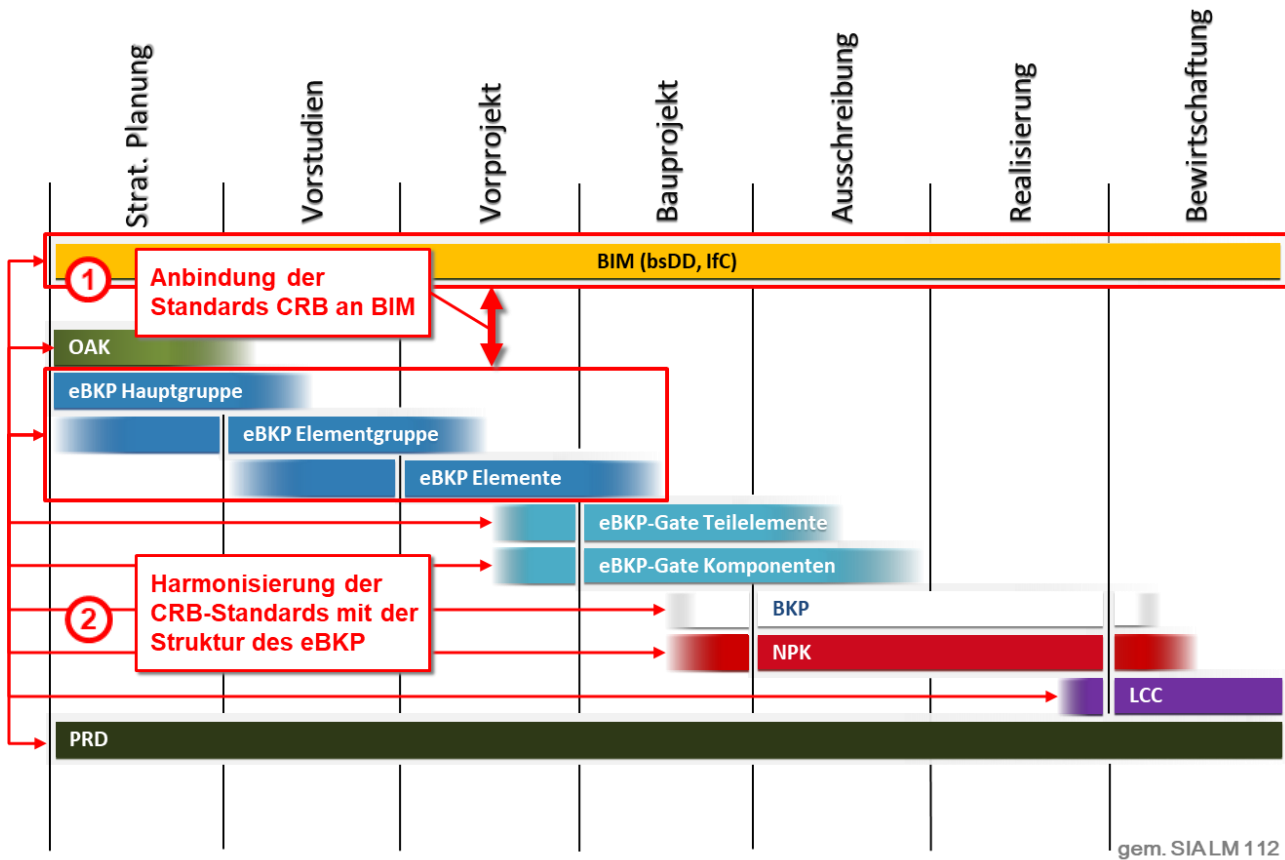 Strat. Planung
Vorstudien
Vorprojekt
Bauprojekt
Ausschreibung
Realisierung
Bewirtschaftung
BIM (bsDD, IfC)
1
Anbindung der
Standards CRB an BIM
OAK
eBKP Hauptgruppe
eBKP Elementgruppe
eBKP Elemente
eBKP-Gate Teilelemente
eBKP-Gate Komponenten
2
Harmonisierung der
CRB-Standards mit der
Struktur des eBKP
BKP
NPK
LCC
PRD
gem. SIA LM 112